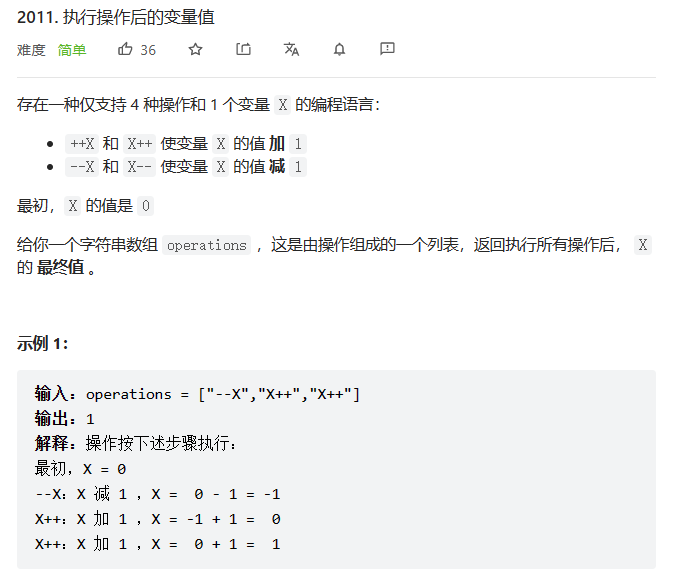 2011. 执行操作后的变量值
难度 简单 36
存在一种仅支持 4 种操作和 1 个变量 X 的编程语言：
++X 和 X++ 使变量 X 的值 加 1
--X 和 X-- 使变量 X 的值 减 1
最初，X 的值是 0
给你一个字符串数组 operations ，这是由操作组成的一个列表，返回执行所有操作后， X
的 最终值 。
示例 1：
输入：operations = ["--X","X++","X++"]
输出：1
解释：操作按下述步骤执行：
最初，X = 0
--X：X 减 1 ，X =  0 - 1 = -1
X++：X 加 1 ，X = -1 + 1 =  0
X++：X 加 1 ，X =  0 + 1 =  1